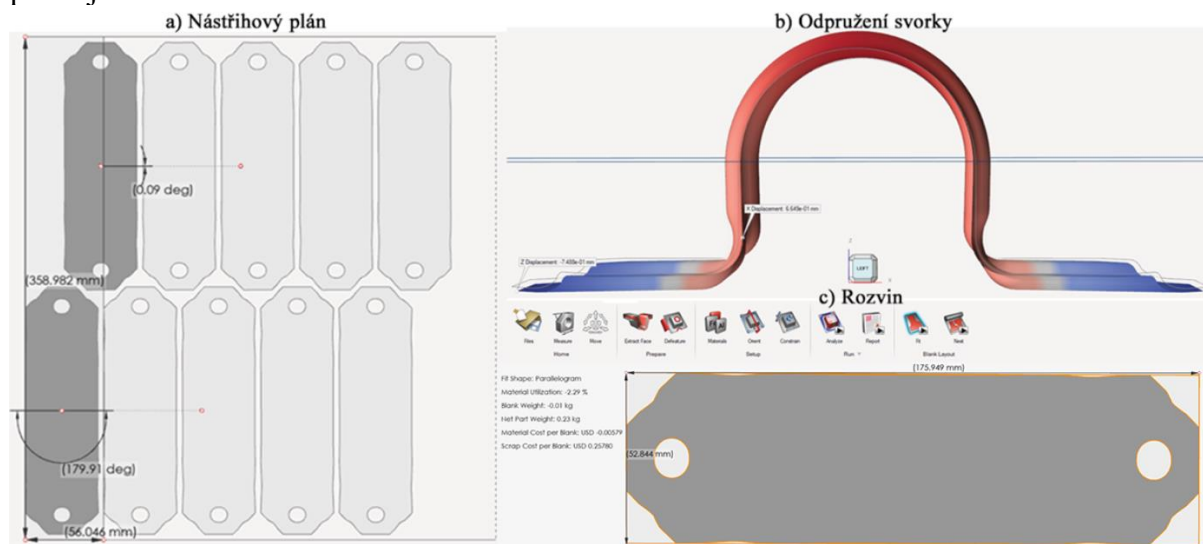 a) Nástřihový plán
(0.09 deg)
(358.982 mm)
(179.91 deg)
(56.046 mm)
b) Odpružení svorky
X Displacement 6.649e-01 mm
Z Displacement -7.488e-01 mm
LEFT
c) Rozvin
Files
Measure
Move
Extract Face
Defeature
Materials
Orient
Constrain
Analyze
Report
Fit
Nest
Home
Prepare
Setup
Run
Blank Layout
Fit Shape: Parallelogram
Material Utilization: -2.29 %
Blank Weight: -0.01 kg
Net Part Weight: 0.23 kg
Material Cost per Blank: USD -0.00579
Scrap Cost per Blank: USD 0.25780
(175.949 mm)
(52.844 mm)